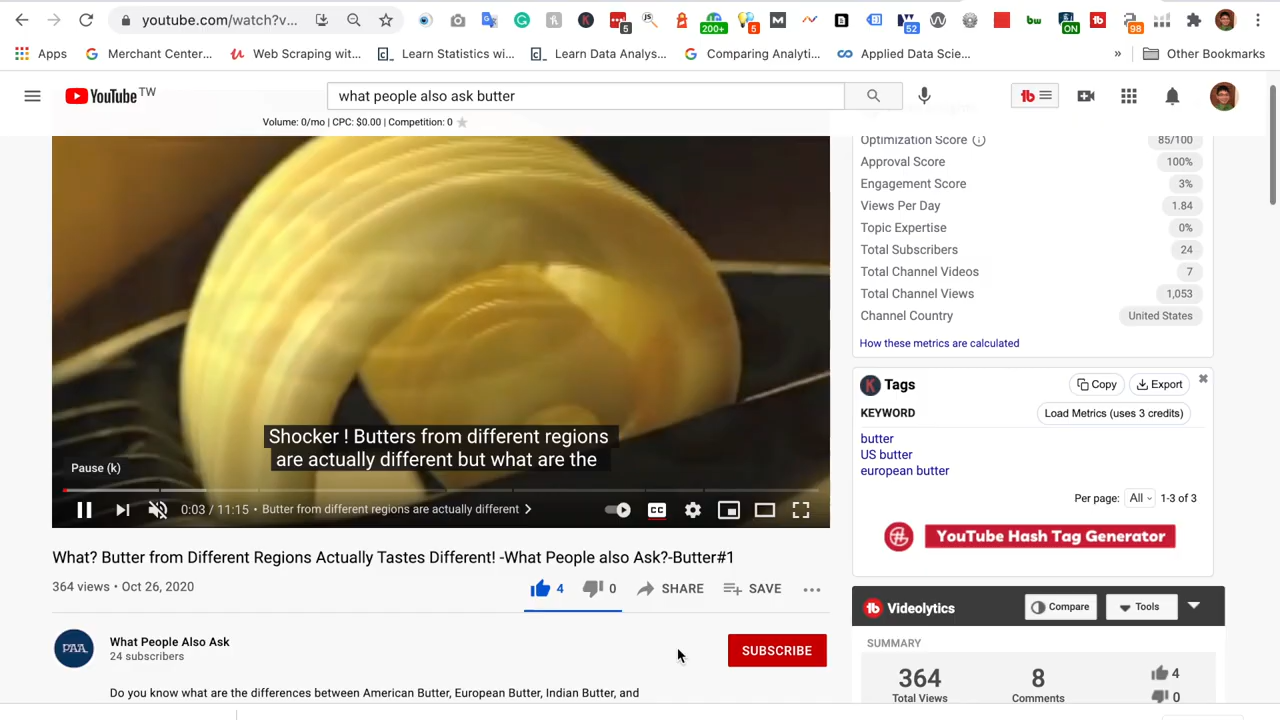 youtube.com/watch?v...
5
200+
5
52
ON
98
Apps
Merchant Center...
Web Scraping wit...
Learn Statistics wi...
Learn Data Analys...
Comparing Analyti...
Applied Data Scie...
»
Other Bookmarks
YouTube TW
what people also ask butter
Volume: 0/mo | CPC: $0.00 | Competition: 0
Optimization Score 85/100
Approval Score 100%
Engagement Score 3%
Views Per Day 1.84
Topic Expertise 0%
Total Subscribers 24
Total Channel Videos 7
Total Channel Views 1,053
Channel Country United States
How these metrics are calculated
Tags
Copy
Export
KEYWORD
Load Metrics (uses 3 credits)
butter
US butter
european butter
Per page: All 1-3 of 3
YouTube Hash Tag Generator
Shocker ! Butters from different regions
are actually different but what are the
Pause (k)
0:03 / 11:15 • Butter from different regions are actually different
CC
What? Butter from Different Regions Actually Tastes Different! -What People also Ask?-Butter#1
364 views • Oct 26, 2020
4
0
SHARE
SAVE
PAA
What People Also Ask
24 subscribers
SUBSCRIBE
Do you know what are the differences between American Butter, European Butter, Indian Butter, and
Videolytics
Compare
Tools
SUMMARY
364
Total Views
8
Comments
4
0